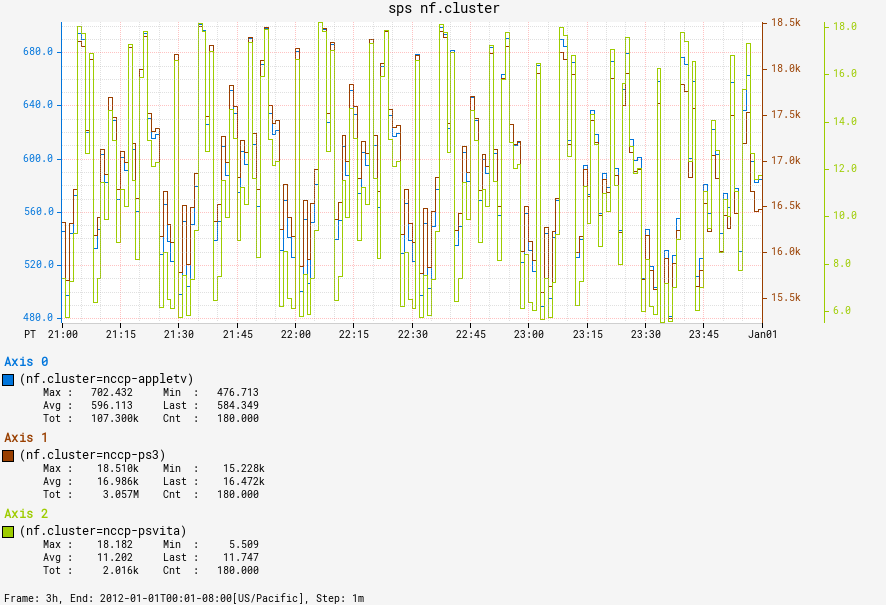 sps nf.cluster
18.5k
18.0
680.0
18.0k
16.0
640.0
17.5k
14.0
600.0
17.0k
12.0
560.0
16.5k
10.0
520.0
16.0k
8.0
480.0
15.5k
6.0
PT 21:00 21:15 21:30 21:45 22:00 22:15 22:30 22:45 23:00 23:15 23:30 23:45 Jan01
Axis 0
(nf.cluster=nccp-appletv)
Max : 702.432 Min : 476.713
Avg : 596.113 Last : 584.349
Tot : 107.300k Cnt : 180.000
Axis 1
(nf.cluster=nccp-ps3)
Max : 18.510k Min : 15.228k
Avg : 16.986k Last : 16.472k
Tot : 3.057M Cnt : 180.000
Axis 2
(nf.cluster=nccp-psvita)
Max : 18.182 Min : 5.509
Avg : 11.202 Last : 11.747
Tot : 2.016k Cnt : 180.000
Frame: 3h, End: 2012-01-01T00:01-08:00[US/Pacific], Step: 1m